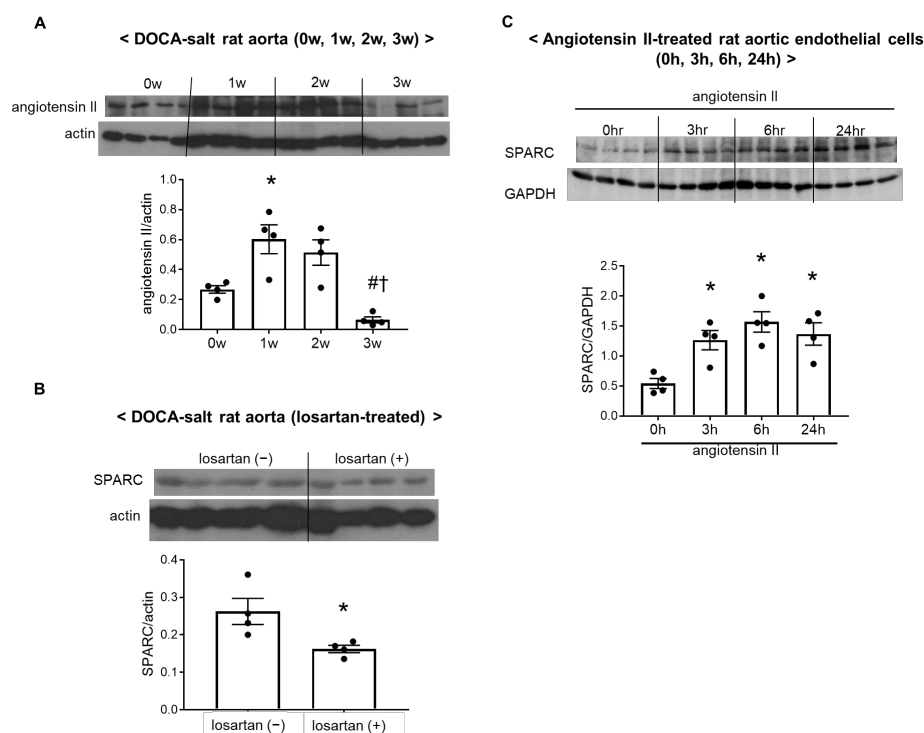 A
< DOCA-salt rat aorta (0w, 1w, 2w, 3w) >
0w 1w 2w 3w
angiotensin II
actin
angiotensin II/actin
1.0
0.8
0.6
0.4
0.2
0.0
*
#†
0w 1w 2w 3w
B
< DOCA-salt rat aorta (losartan-treated) >
losartan (−) losartan (+)
SPARC
actin
SPARC/actin
0.4
0.3
0.2
0.1
0.0
*
losartan (−) losartan (+)
C
< Angiotensin II-treated rat aortic endothelial cells
(0h, 3h, 6h, 24h) >
angiotensin II
0hr 3hr 6hr 24hr
SPARC
GAPDH
SPARC/GAPDH
2.5
2.0
1.5
1.0
0.5
0.0
* * *
0h 3h 6h 24h
angiotensin II